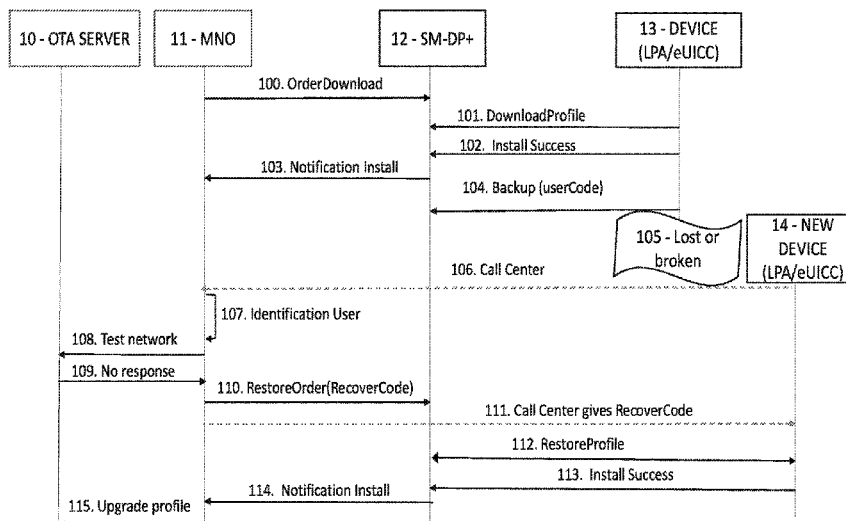 10 - OTA SERVER
11 - MNO
12 - SM-DP+
13 - DEVICE
(LPA/eUICC)
100. OrderDownload
101. DownloadProfile
102. Install Success
103. Notification Install
104. Backup (userCode)
105 - Lost or
broken
14 - NEW
DEVICE
(LPA/eUICC)
106. Call Center
107. Identification User
108. Test network
109. No response
110. RestoreOrder(RecoverCode)
111. Call Center gives RecoverCode
112. RestoreProfile
113. Install Success
114. Notification Install
115. Upgrade profile